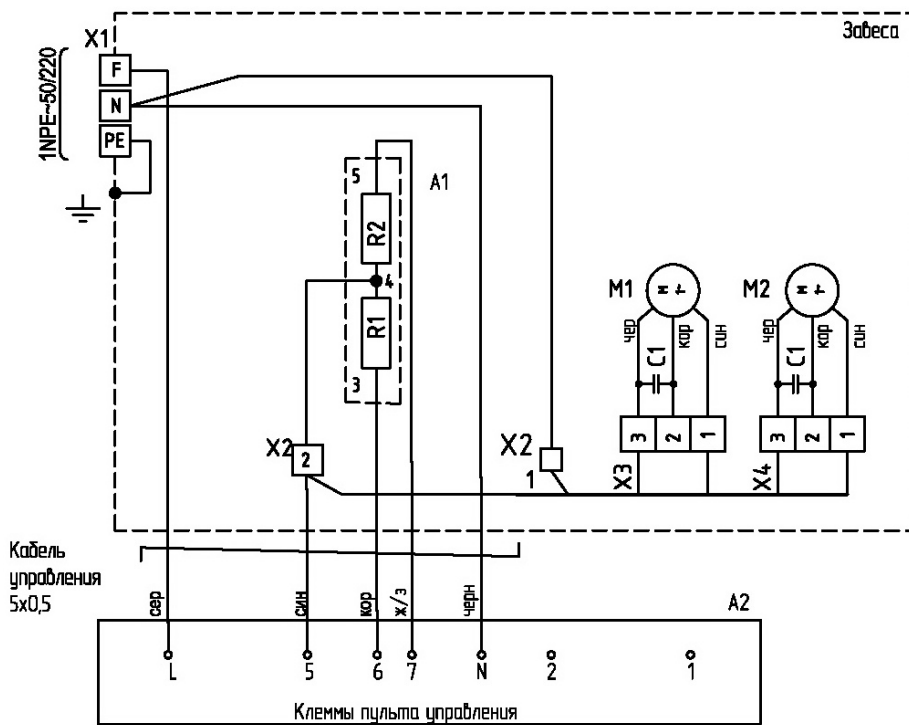 Завеса
X1
1NPE~50/220
F
N
PE
A1
5
R2
4
R1
3
M1
M2
чер
кор
син
чер
кор
син
C1
C1
3
2
1
3
2
1
X3
X4
X2
2
X2
1
Кабель
управления
5х0,5
сер
син
кор
ж/з
черн
A2
L
5
6
7
N
2
1
Клеммы пульта управления